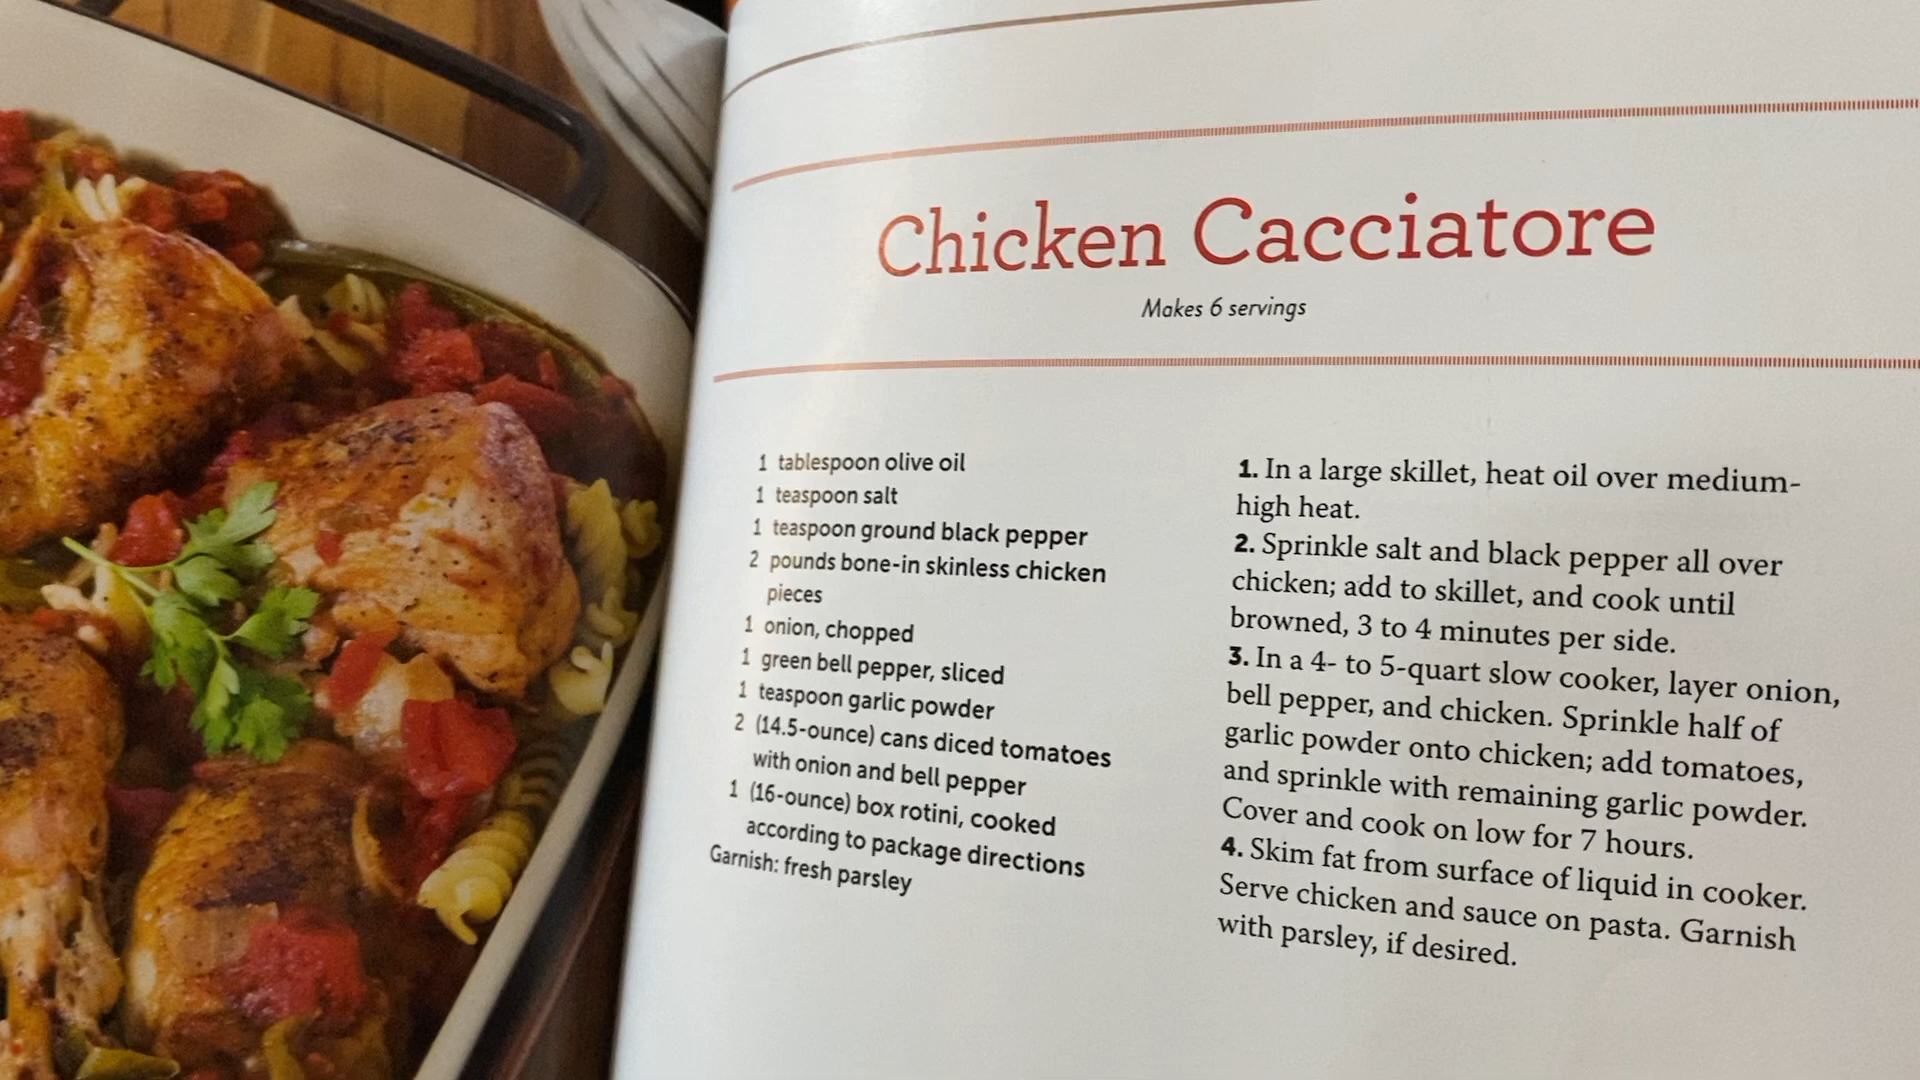 Chicken Cacciatore
Makes 6 servings
1 tablespoon olive oil
1 teaspoon salt
1 teaspoon ground black pepper
2 pounds bone-in skinless chicken
pieces
1 onion, chopped
1 green bell pepper, sliced
1 teaspoon garlic powder
2 (14.5-ounce) cans diced tomatoes
with onion and bell pepper
1 (16-ounce) box rotini, cooked
according to package directions
Garnish: fresh parsley
1. In a large skillet, heat oil over medium-
high heat.
2. Sprinkle salt and black pepper all over
chicken; add to skillet, and cook until
browned, 3 to 4 minutes per side.
3. In a 4- to 5-quart slow cooker, layer onion,
bell pepper, and chicken. Sprinkle half of
garlic powder onto chicken; add tomatoes,
and sprinkle with remaining garlic powder.
Cover and cook on low for 7 hours.
4. Skim fat from surface of liquid in cooker.
Serve chicken and sauce on pasta. Garnish
with parsley, if desired.